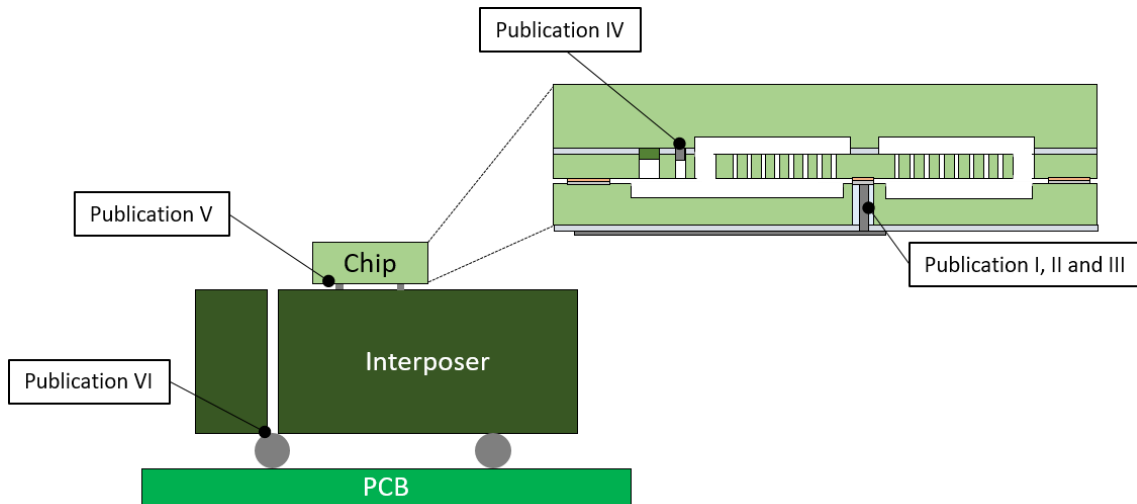 Publication IV
Publication V
Chip
Publication I, II and III
Interposer
Publication VI
PCB